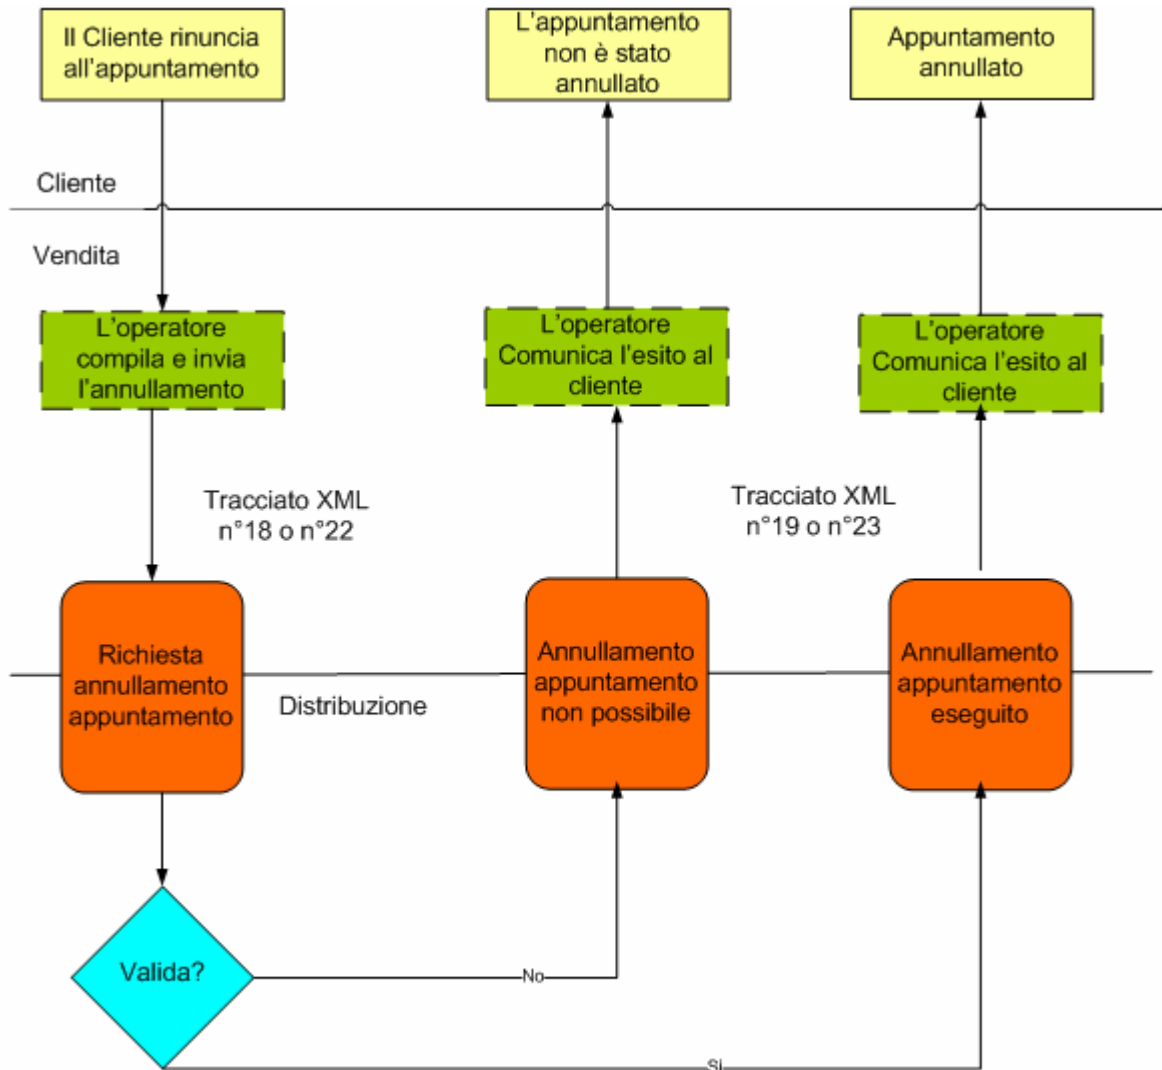 Il Cliente rinuncia
all'appuntamento
L'appuntamento
non è stato
annullato
Appuntamento
annullato
Cliente
Vendita
L'operatore
compila e invia
l'annullamento
L'operatore
Comunica l'esito al
cliente
L'operatore
Comunica l'esito al
cliente
Tracciato XML
n°18 o n°22
Tracciato XML
n°19 o n°23
Richiesta
annullamento
appuntamento
Distribuzione
Annullamento
appuntamento
non possibile
Annullamento
appuntamento
eseguito
Valida?
No
Si